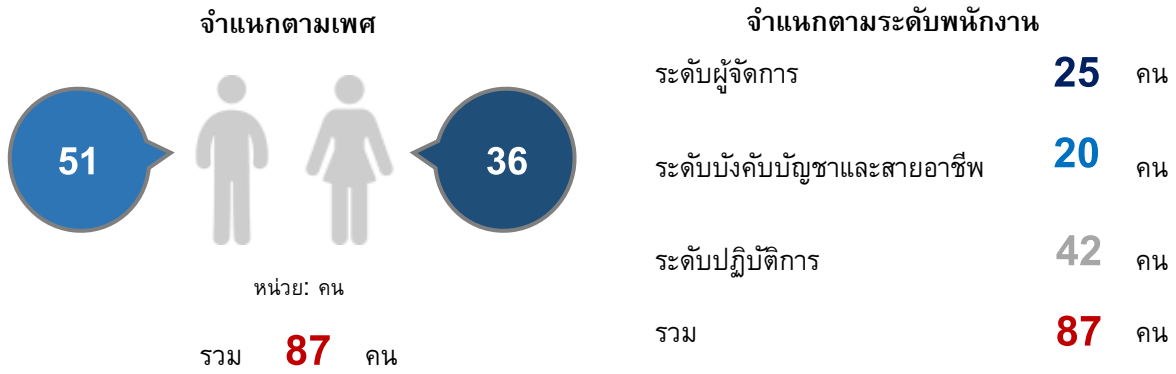 จำแนกตามเพศ
51
36
หน่วย: คน
รวม 87 คน
จำแนกตามระดับพนักงาน
ระดับผู้จัดการ 25 คน
ระดับบังคับบัญชาและสายอาชีพ 20 คน
ระดับปฏิบัติการ 42 คน
รวม 87 คน